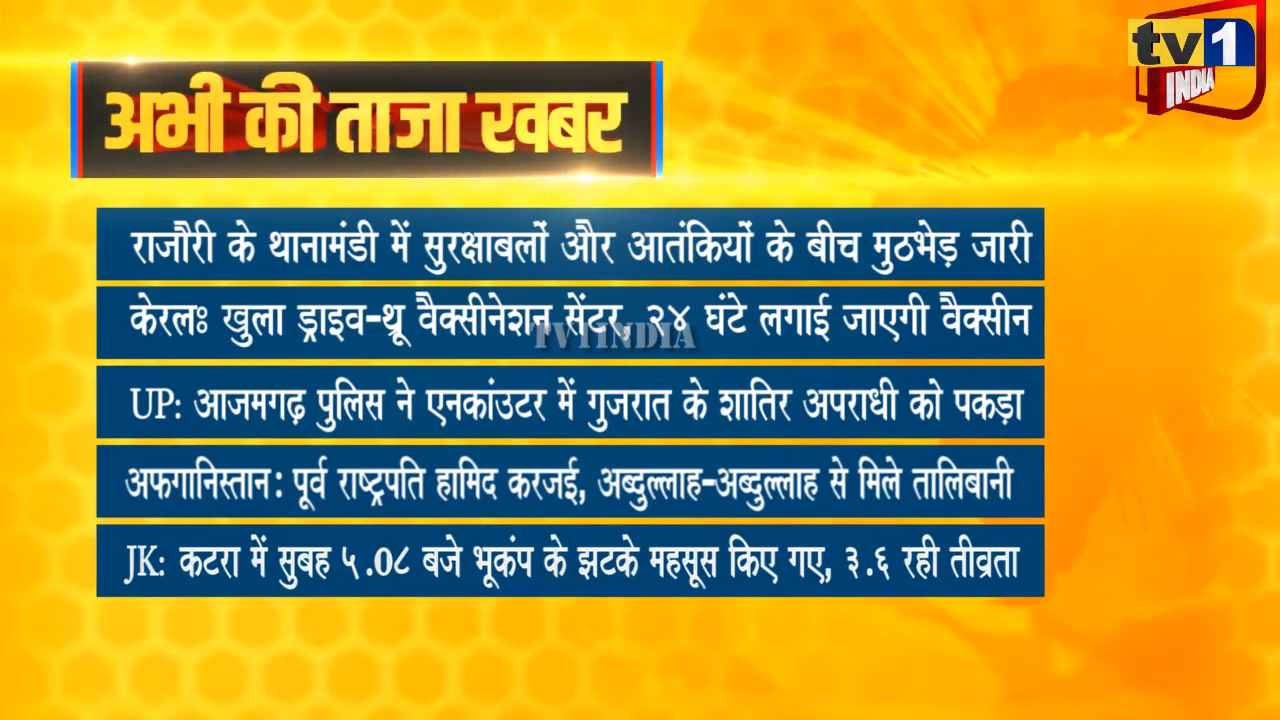 tv1
INDIA
अभी की ताजा खबर
राजौरी के थानामंडी में सुरक्षाबलों और आतंकियों के बीच मुठभेड़ जारी
केरलः खुला ड्राइव-थ्रू वैक्सीनेशन सेंटर, २४ घंटे लगाई जाएगी वैक्सीन
TV1INDIA
UP: आजमगढ़ पुलिस ने एनकांउटर में गुजरात के शातिर अपराधी को पकड़ा
अफगानिस्तान: पूर्व राष्ट्रपति हामिद करजई, अब्दुल्लाह-अब्दुल्लाह से मिले तालिबानी
JK: कटरा में सुबह ५.०८ बजे भूकंप के झटके महसूस किए गए, ३.६ रही तीव्रता